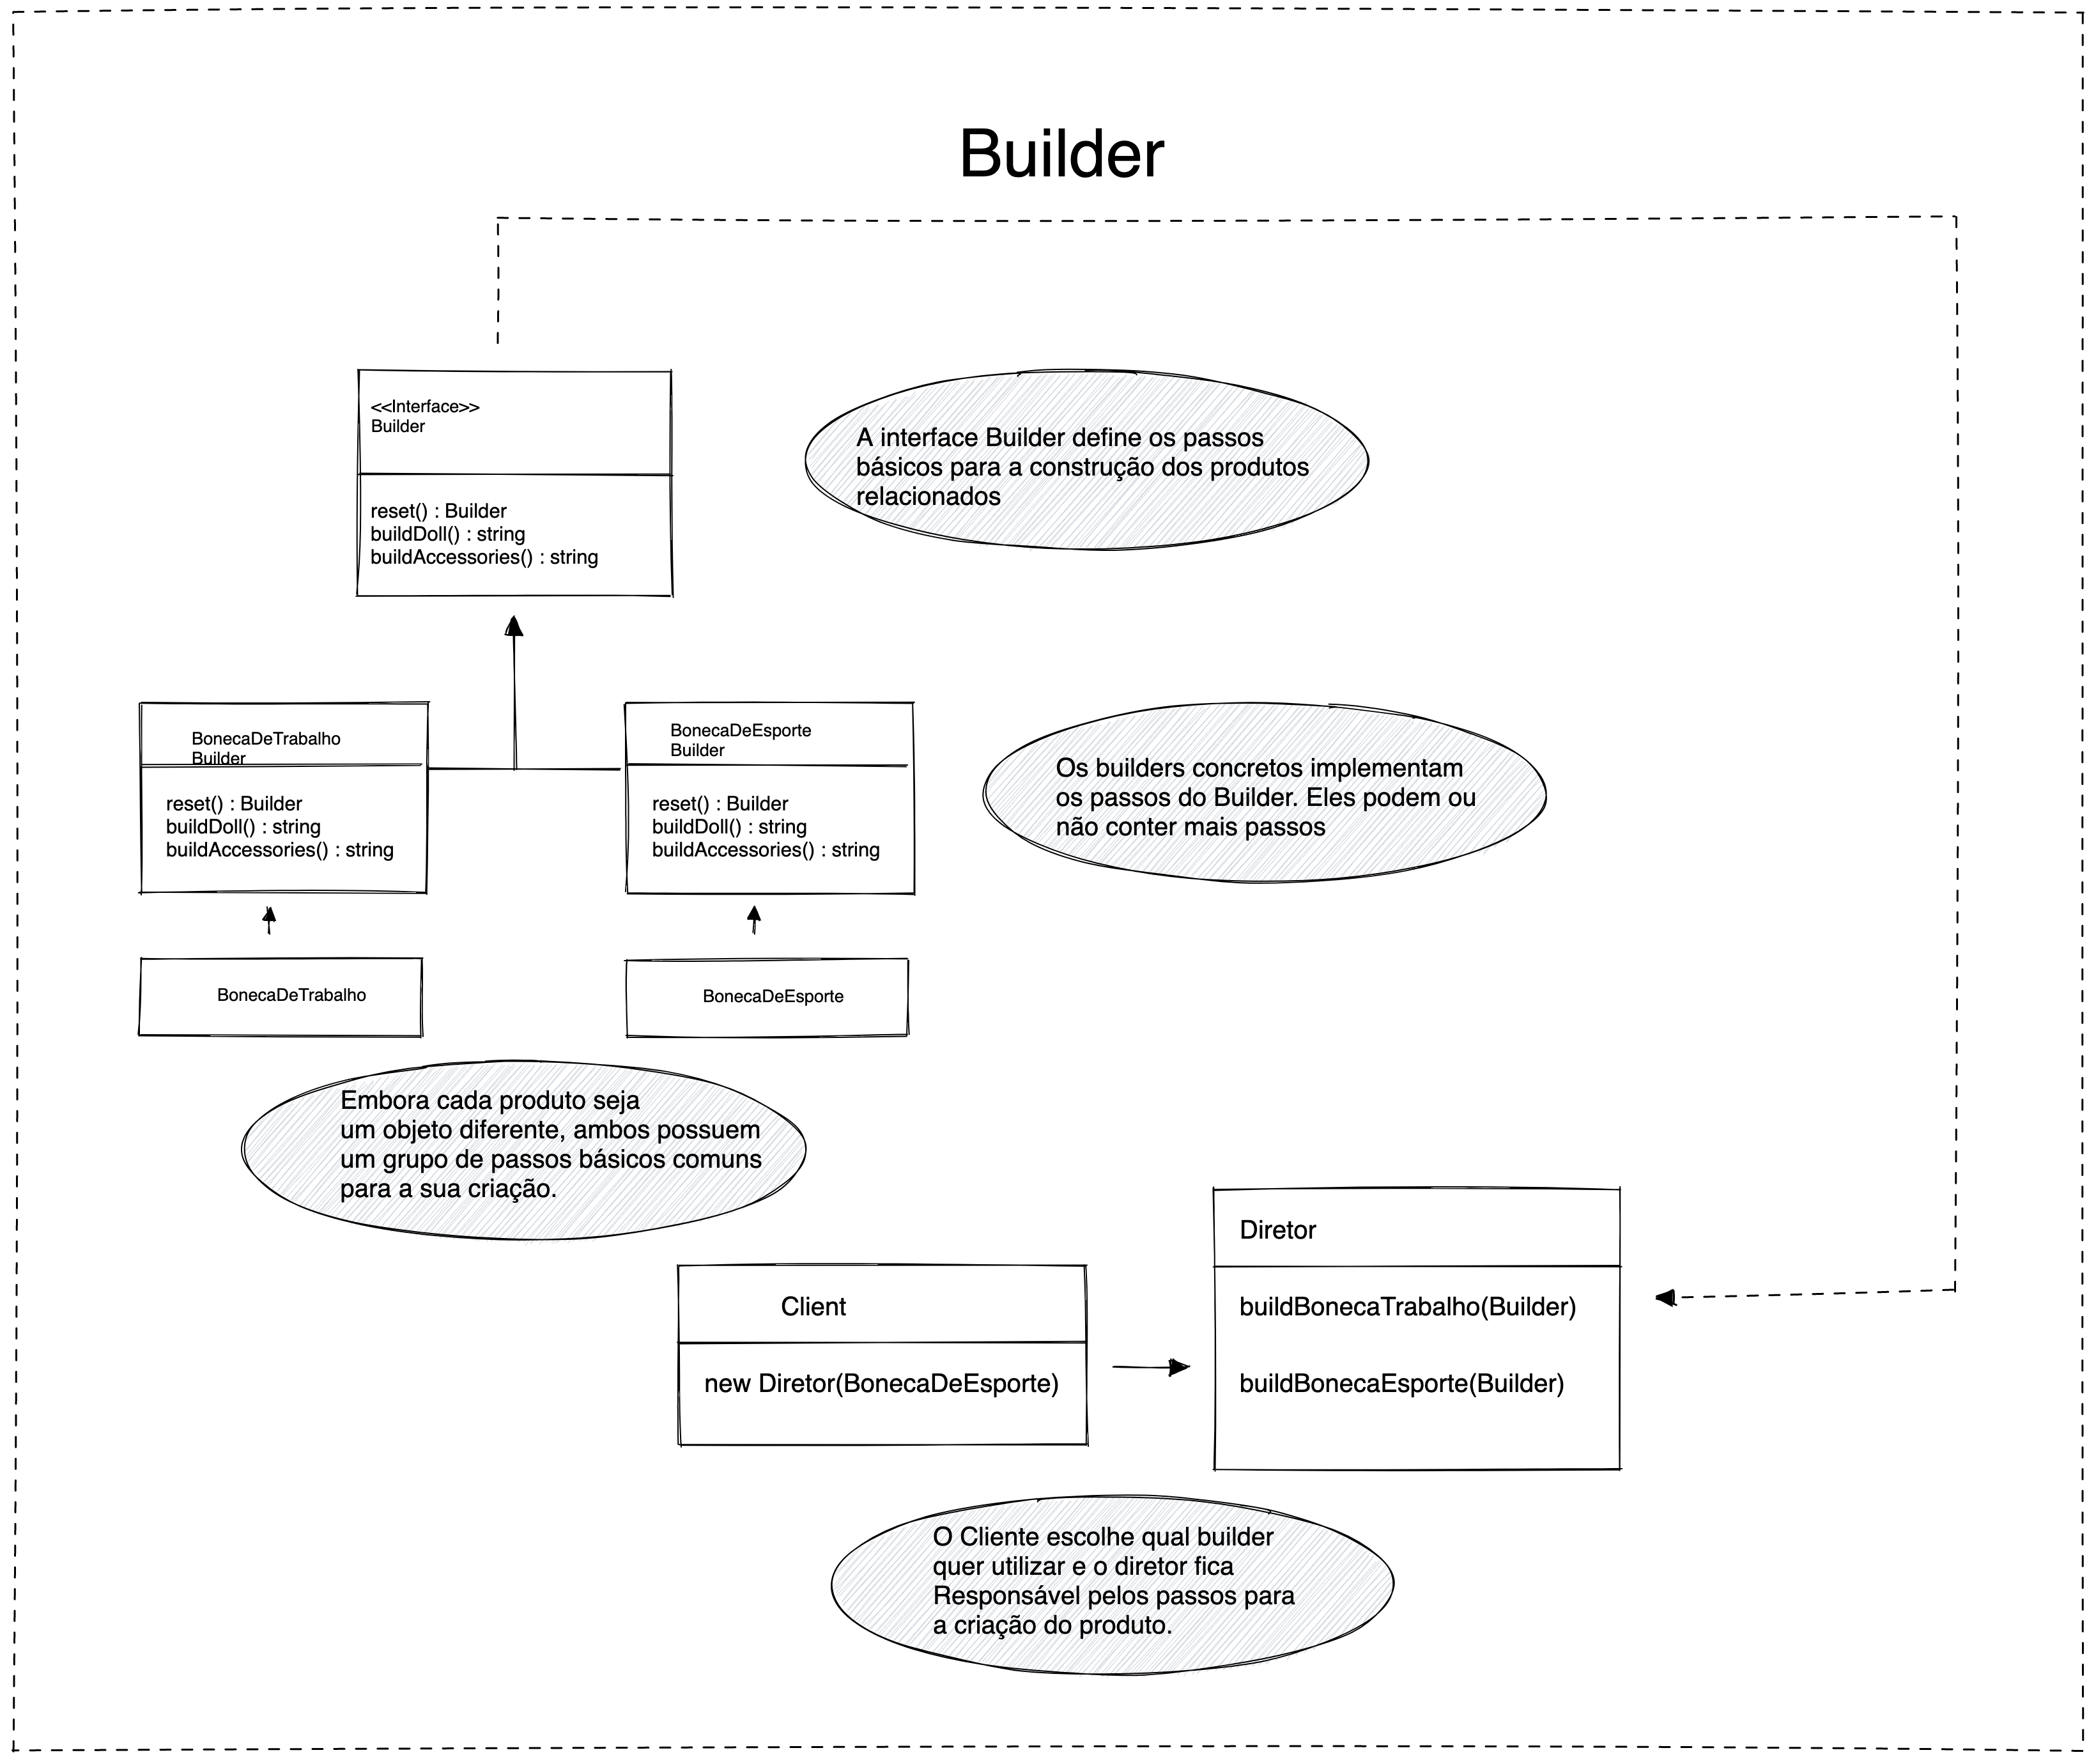 Builder
<<Interface>>
Builder
reset() : Builder
buildDoll() : string
buildAccessories() : string
A interface Builder define os passos
básicos para a construção dos produtos
relacionados
BonecaDeTrabalho
Builder
reset() : Builder
buildDoll() : string
buildAccessories() : string
BonecaDeEsporte
Builder
reset() : Builder
buildDoll() : string
buildAccessories() : string
Os builders concretos implementam
os passos do Builder. Eles podem ou
não conter mais passos
BonecaDeTrabalho
BonecaDeEsporte
Embora cada produto seja
um objeto diferente, ambos possuem
um grupo de passos básicos comuns
para a sua criação.
Client
new Diretor(BonecaDeEsporte)
Diretor
buildBonecaTrabalho(Builder)
buildBonecaEsporte(Builder)
O Cliente escolhe qual builder
quer utilizar e o diretor fica
Responsável pelos passos para
a criação do produto.